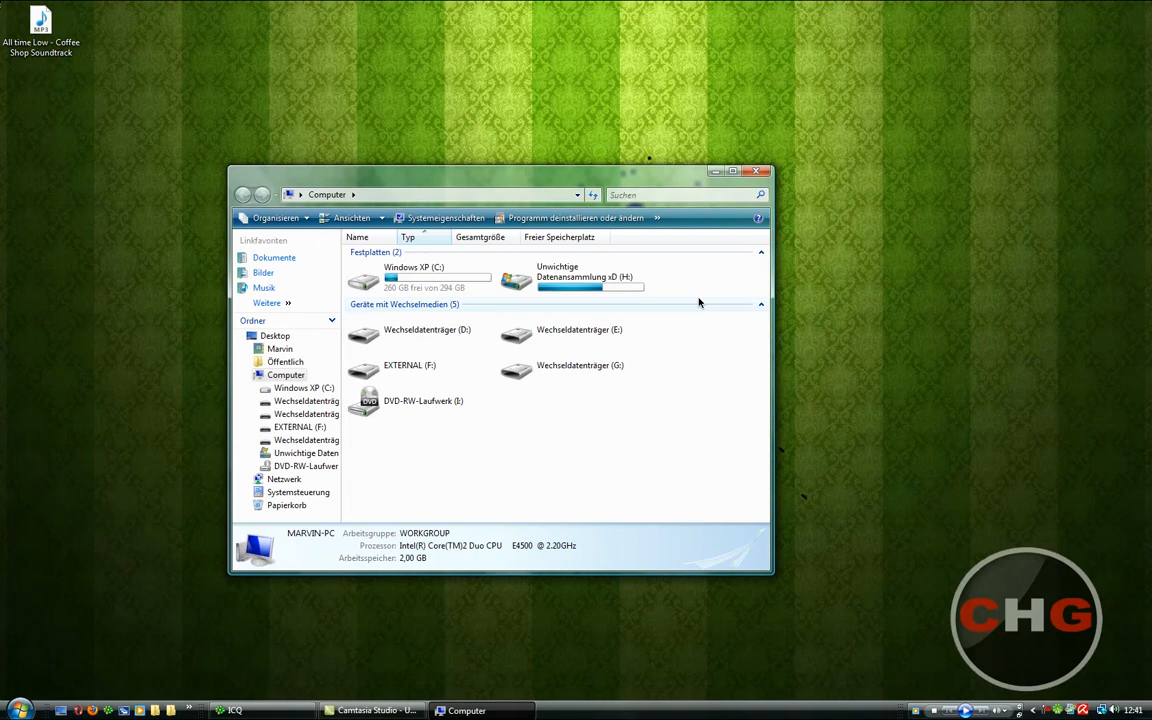 MP3
All time Low - Coffee
Shop Soundtrack
Computer
Suchen
Organisieren Ansichten Systemeigenschaften Programm deinstallieren oder ändern »
Linkfavoriten
Dokumente
Bilder
Musik
Weitere »
Ordner
Desktop
Marvin
Öffentlich
Computer
Windows XP (C:)
Wechseldatenträg
Wechseldatenträg
EXTERNAL (F:)
Wechseldatenträg
Unwichtige Daten
DVD-RW-Laufwer
Netzwerk
Systemsteuerung
Papierkorb
Name Typ Gesamtgröße Freier Speicherplatz
Festplatten (2)
Windows XP (C:)
260 GB frei von 294 GB
Unwichtige
Datenansammlung xD (H:)
Geräte mit Wechselmedien (5)
Wechseldatenträger (D:)
Wechseldatenträger (E:)
EXTERNAL (F:)
Wechseldatenträger (G:)
DVD
DVD-RW-Laufwerk (I:)
MARVIN-PC Arbeitsgruppe: WORKGROUP
Prozessor: Intel(R) Core(TM)2 Duo CPU E4500 @ 2.20GHz
Arbeitsspeicher: 2,00 GB
CHG
» ICQ Camtasia Studio - U... Computer 12:41